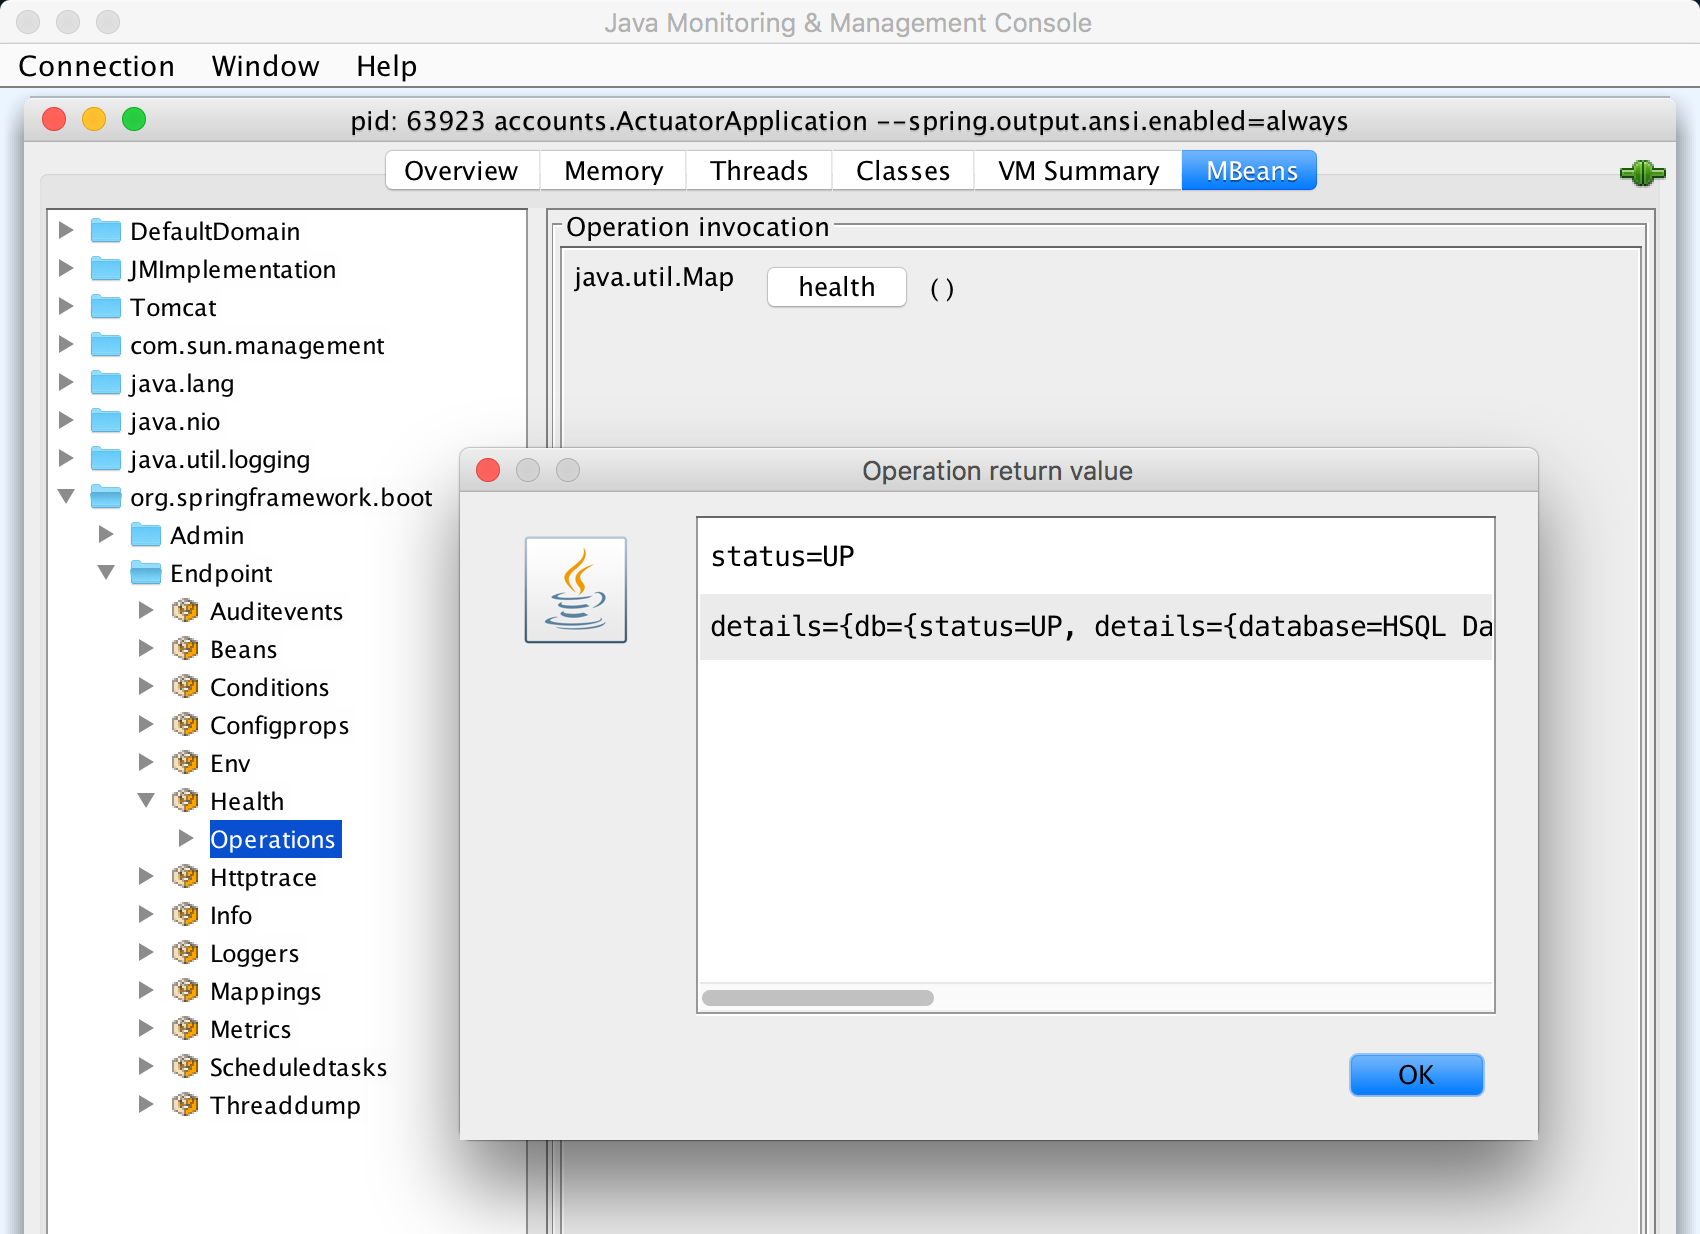 Java Monitoring & Management Console
Connection Window Help
pid: 63923 accounts.ActuatorApplication --spring.output.ansi.enabled=always
Overview Memory Threads Classes VM Summary MBeans
DefaultDomain
JMImplementation
Tomcat
com.sun.management
java.lang
java.nio
java.util.logging
org.springframework.boot
Admin
Endpoint
Auditevents
Beans
Conditions
Configprops
Env
Health
Operations
Httptrace
Info
Loggers
Mappings
Metrics
Scheduledtasks
Threaddump
Operation invocation
java.util.Map health ()
Operation return value
status=UP
details={db={status=UP, details={database=HSQL Da
OK